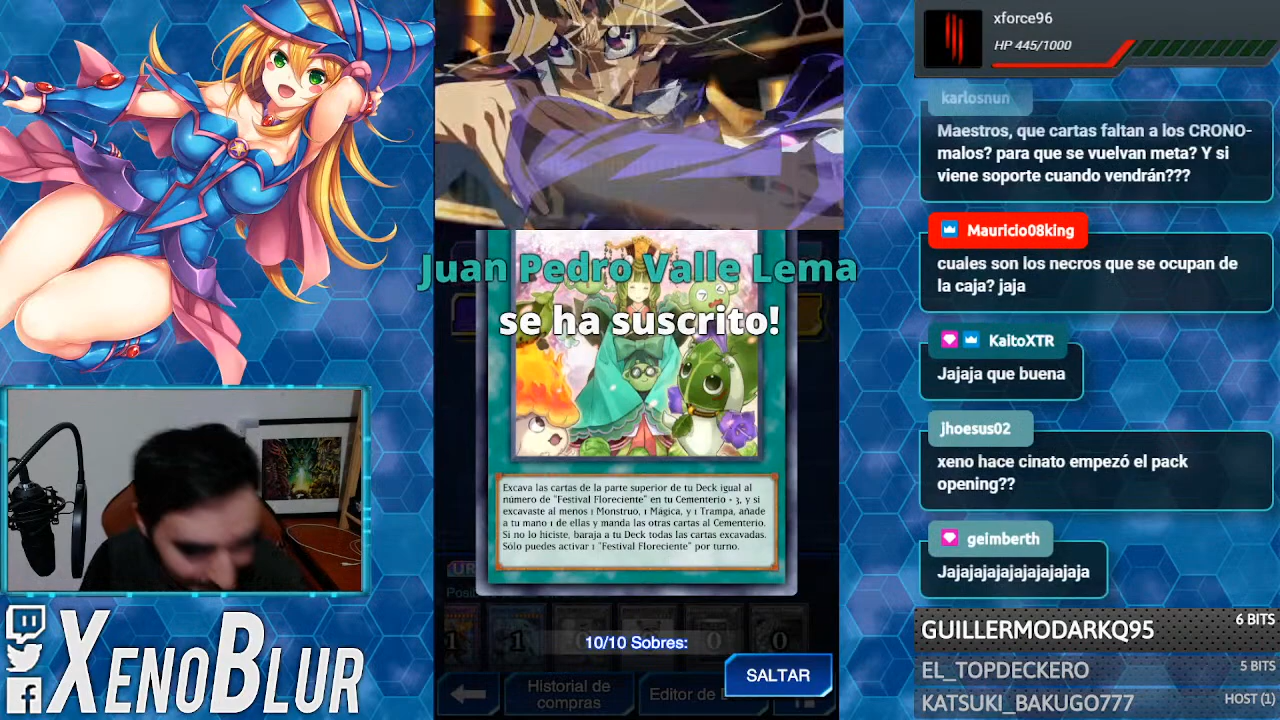 xforce96
HP 445/1000
karlosnun
Maestros, que cartas faltan a los CRONO-
malos? para que se vuelvan meta? Y si
viene soporte cuando vendrán???
Mauricio08king
cuales son los necros que se ocupan de
la caja? jaja
KaitoXTR
Jajaja que buena
Jhoesus02
xeno hace cinato empezó el pack
opening??
geimberth
Jajajajajajajajajaja
GUILLERMODARKQ95
6 BITS
EL_TOPDECKERO
5 BITS
KATSUKI_BAKUGO777
HOST (1)
Juan Pedro Valle Lema
se ha suscrito!
Excava las cartas de la parte superior de tu Deck igual al
número de "Festival Floreciente" en tu Cementerio + 3, y si
excavaste al menos 1 Monstruo, 1 Mágica, y 1 Trampa, añade
a tu mano 1 de ellas y manda las otras cartas al Cementerio.
Si no lo hiciste, baraja a tu Deck todas las cartas excavadas.
Sólo puedes activar 1 "Festival Floreciente" por turno.
UR
1
1
0
0
10/10 Sobres:
SALTAR
Historial de
compras
Editor de
XENOBLUR